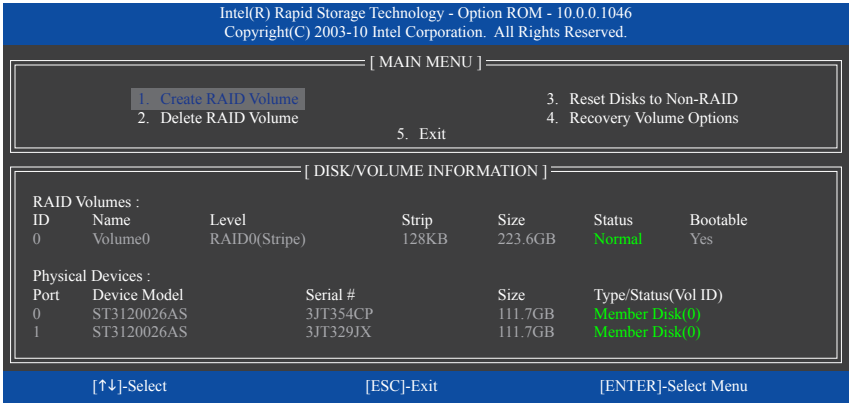 Intel(R) Rapid Storage Technology - Option ROM - 10.0.0.1046
Copyright(C) 2003-10 Intel Corporation. All Rights Reserved.
[ MAIN MENU ]
1. Create RAID Volume 3. Reset Disks to Non-RAID
2. Delete RAID Volume 4. Recovery Volume Options
5. Exit
[ DISK/VOLUME INFORMATION ]
RAID Volumes :
ID Name Level Strip Size Status Bootable
0 Volume0 RAID0(Stripe) 128KB 223.6GB Normal Yes
Physical Devices :
Port Device Model Serial # Size Type/Status(Vol ID)
0 ST3120026AS 3JT354CP 111.7GB Member Disk(0)
1 ST3120026AS 3JT329JX 111.7GB Member Disk(0)
[↑↓]-Select [ESC]-Exit [ENTER]-Select Menu